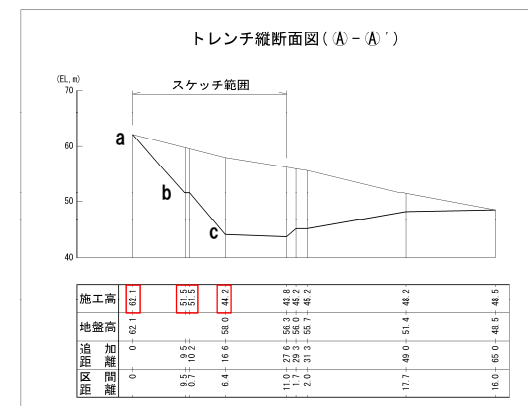 トレンチ縦断面図(Ⓐ－Ⓐ')
(EL,m)
スケッチ範囲
70
60
50
40
a
b
c
施工高 62.1 51.5 51.5 44.2 43.8 45.2 45.2 48.2 48.5
地盤高 62.1 58.0 56.3 56.0 55.7 51.4 48.5
追加距離 0 9.5 10.2 16.6 27.6 29.3 31.3 49.0 65.0
区間距離 0 9.5 0.7 6.4 11.0 1.7 2.0 17.7 16.0